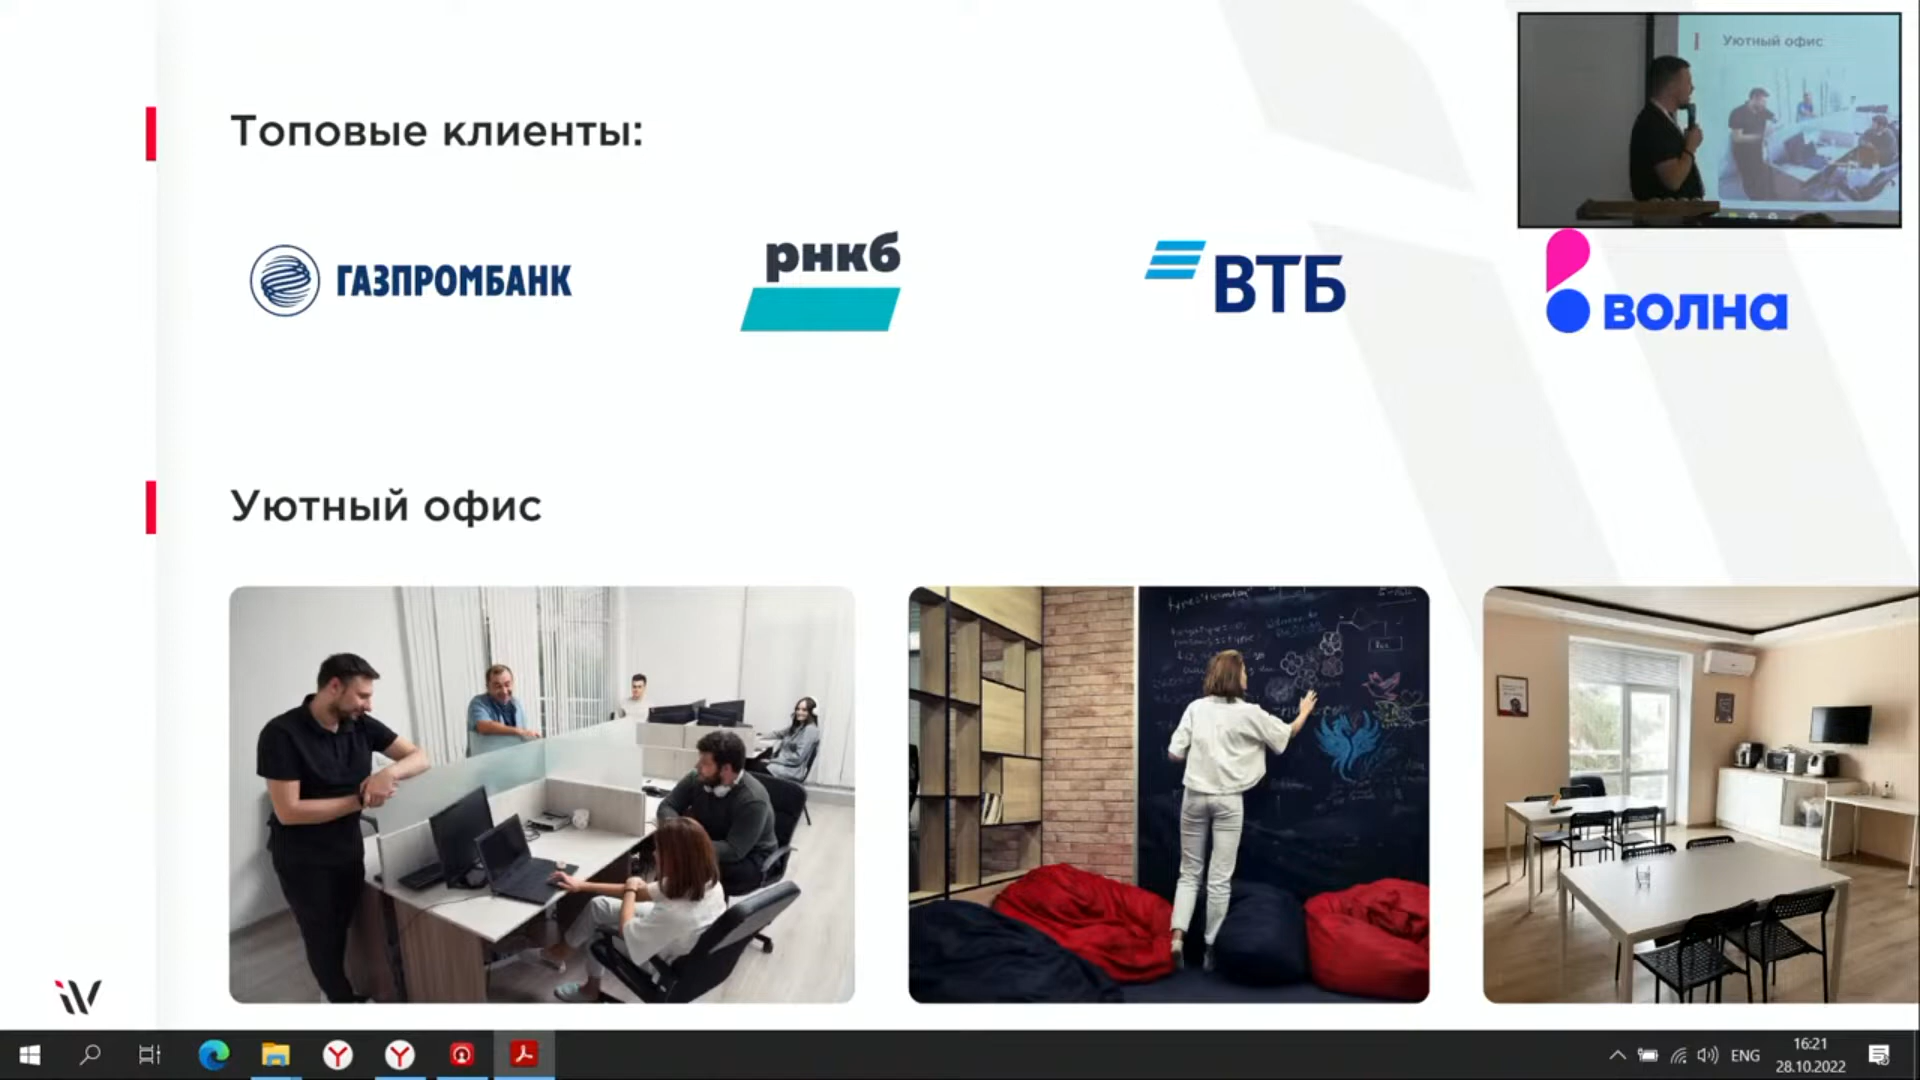 Уютный офис
Топовые клиенты:
ГАЗПРОМБАНК
рнкб
ВТБ
волна
Уютный офис
ENG
16:21
28.10.2022